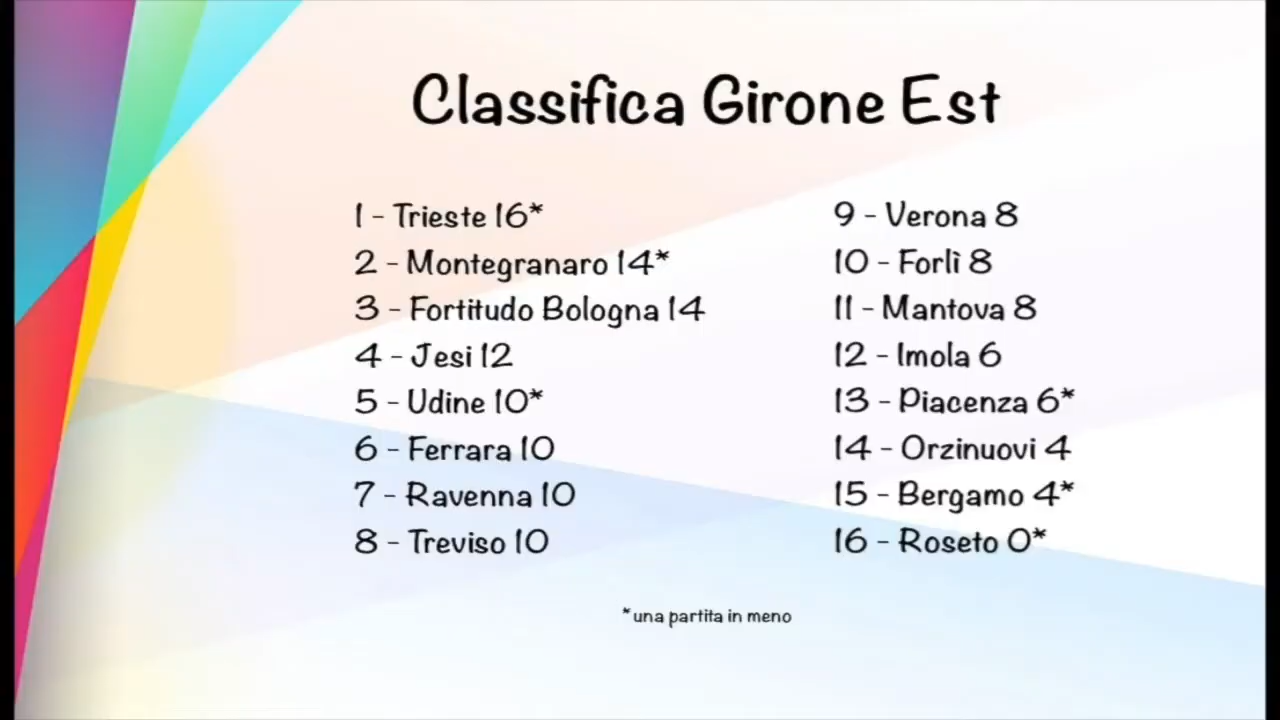 Classifica Girone Est
1 - Trieste 16*
2 - Montegranaro 14*
3 - Fortitudo Bologna 14
4 - Jesi 12
5 - Udine 10*
6 - Ferrara 10
7 - Ravenna 10
8 - Treviso 10
9 - Verona 8
10 - Forlì 8
11 - Mantova 8
12 - Imola 6
13 - Piacenza 6*
14 - Orzinuovi 4
15 - Bergamo 4*
16 - Roseto 0*
* una partita in meno